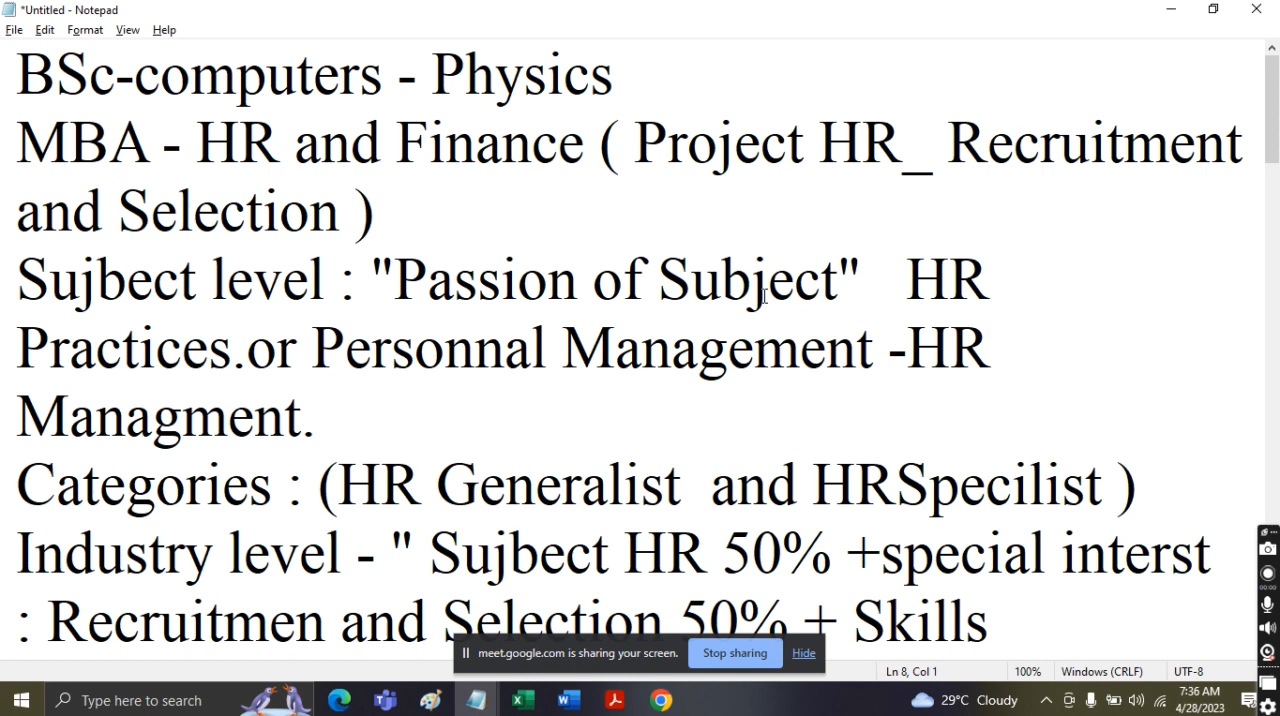 *Untitled - Notepad
File Edit Format View Help
BSc-computers - Physics
MBA - HR and Finance ( Project HR_ Recruitment
and Selection )
Sujbect level : "Passion of Subject"   HR
Practices.or Personnal Management -HR
Managment.
Categories : (HR Generalist  and HRSpecilist )
Industry level - " Sujbect HR 50% +special interst
: Recruitmen and Selection 50% + Skills
meet.google.com is sharing your screen. Stop sharing Hide
Ln 8, Col 1 100% Windows (CRLF) UTF-8
Type here to search 29°C Cloudy 7:36 AM
4/28/2023
00:00